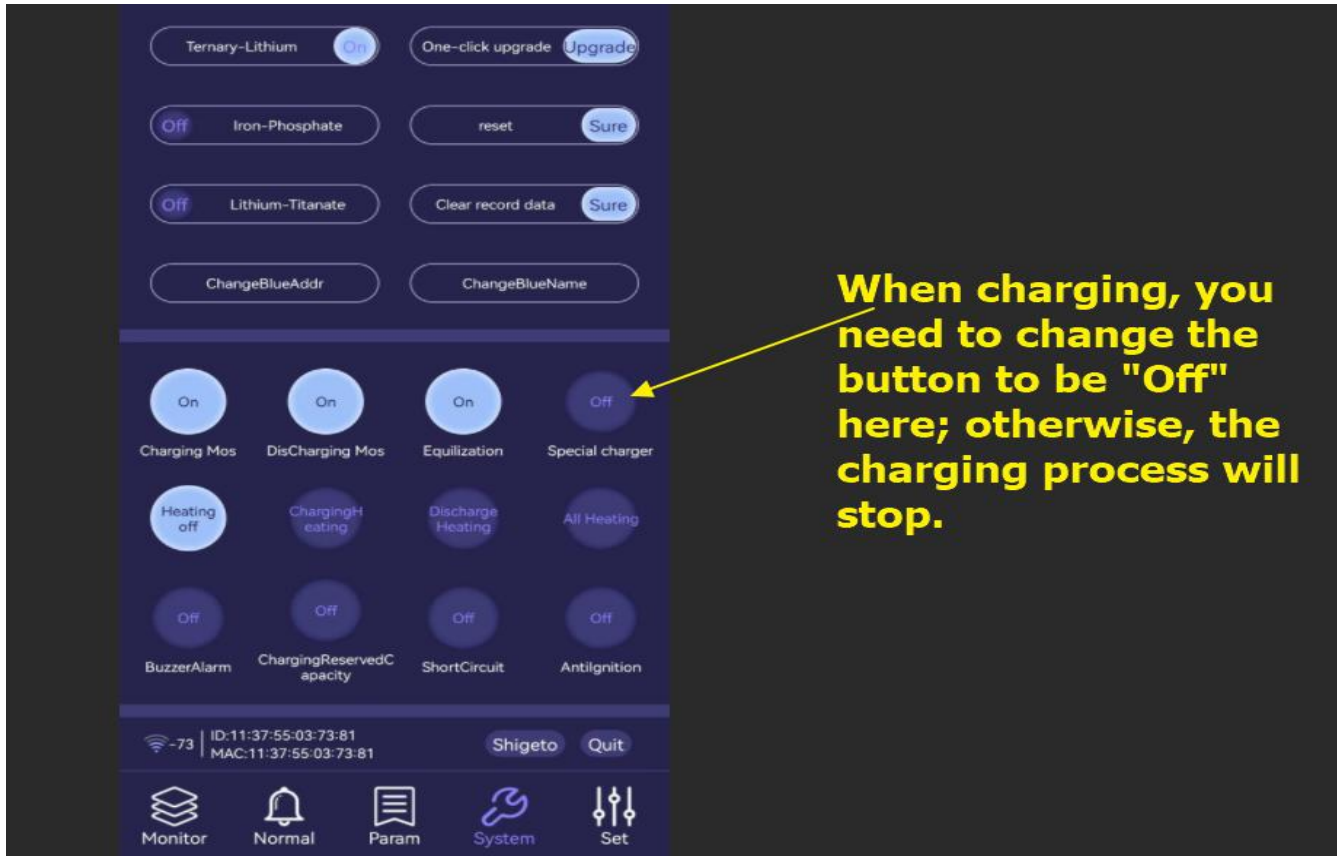 Ternary-Lithium On One-click upgrade Upgrade
Off Iron-Phosphate reset Sure
Off Lithium-Titanate Clear record data Sure
ChangeBlueAddr ChangeBlueName
When charging, you
need to change the
button to be "Off"
here; otherwise, the
charging process will
stop.
On On On Off
Charging Mos DisCharging Mos Equilization Special charger
Heating
off
ChargingH
eating
Discharge
Heating
All Heating
Off Off Off Off
BuzzerAlarm
ChargingReservedC
apacity
ShortCircuit
AntiIgnition
-73
ID:11:37:55:03:73:81
MAC:11:37:55:03:73:81
Shigeto Quit
Monitor Normal Param System Set